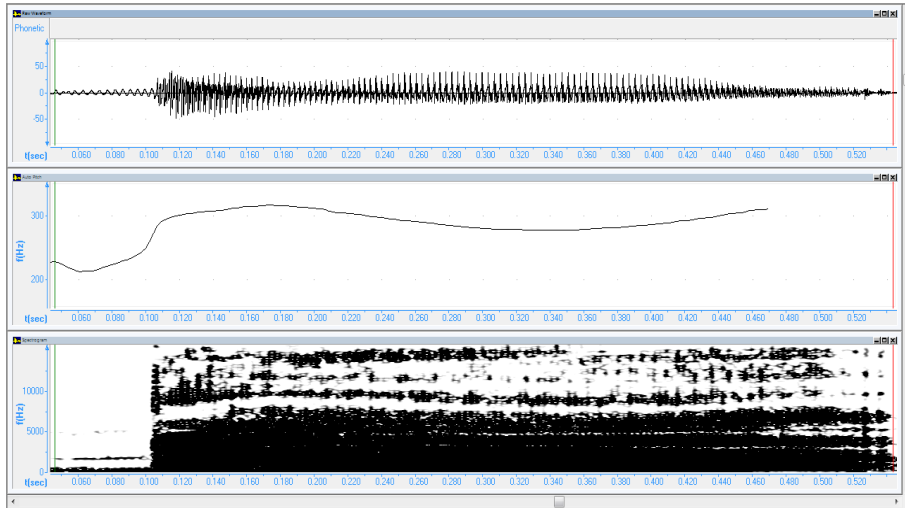 Raw Waveform
Phonetic
50
0
-50
t(sec) 0.060 0.080 0.100 0.120 0.140 0.160 0.180 0.200 0.220 0.240 0.260 0.280 0.300 0.320 0.340 0.360 0.380 0.400 0.420 0.440 0.460 0.480 0.500 0.520
Auto Pitch
300
f(Hz)
200
t(sec) 0.060 0.080 0.100 0.120 0.140 0.160 0.180 0.200 0.220 0.240 0.260 0.280 0.300 0.320 0.340 0.360 0.380 0.400 0.420 0.440 0.460 0.480 0.500 0.520
Spectrogram
10000
f(Hz)
5000
0
t(sec) 0.060 0.080 0.100 0.120 0.140 0.160 0.180 0.200 0.220 0.240 0.260 0.280 0.300 0.320 0.340 0.360 0.380 0.400 0.420 0.440 0.460 0.480 0.500 0.520